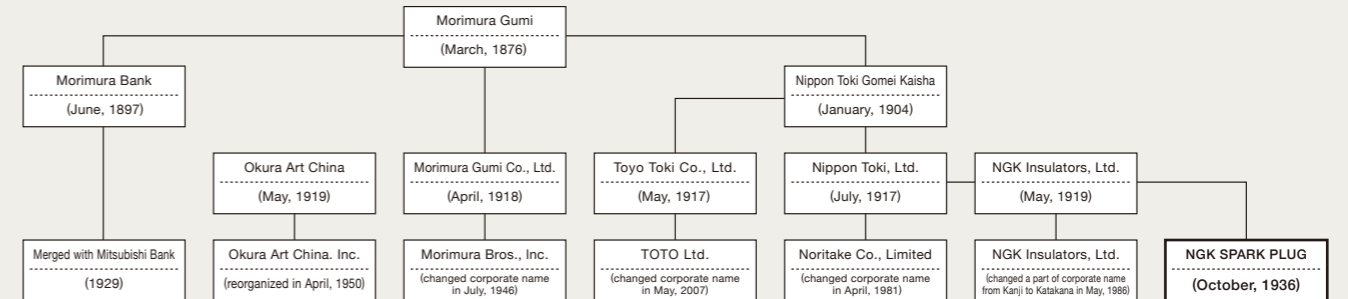 Morimura Gumi
(March, 1876)
Morimura Bank
(June, 1897)
Nippon Toki Gomei Kaisha
(January, 1904)
Okura Art China
(May, 1919)
Morimura Gumi Co., Ltd.
(April, 1918)
Toyo Toki Co., Ltd.
(May, 1917)
Nippon Toki, Ltd.
(July, 1917)
NGK Insulators, Ltd.
(May, 1919)
Merged with Mitsubishi Bank
(1929)
Okura Art China. Inc.
(reorganized in April, 1950)
Morimura Bros., Inc.
(changed corporate name
in July, 1946)
TOTO Ltd.
(changed corporate name
in May, 2007)
Noritake Co., Limited
(changed corporate name
in April, 1981)
NGK Insulators, Ltd.
(changed a part of corporate name
from Kanji to Katakana in May, 1986)
NGK SPARK PLUG
(October, 1936)